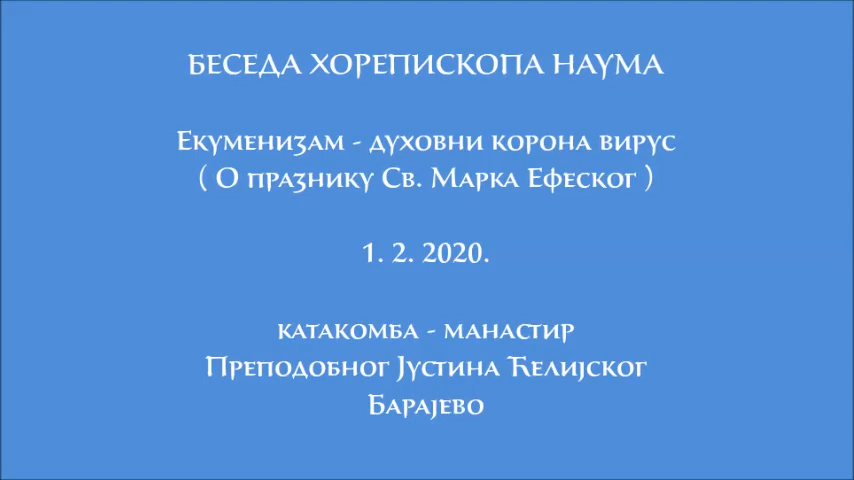 БЕСЕДА ХОРЕПИСКОПА НАУМА
Екуменизам - духовни корона вирус
( О празнику Св. Марка Ефеског )
1. 2. 2020.
катакомба - манастир
Преподобног Јустина Ћелијског
Барајево